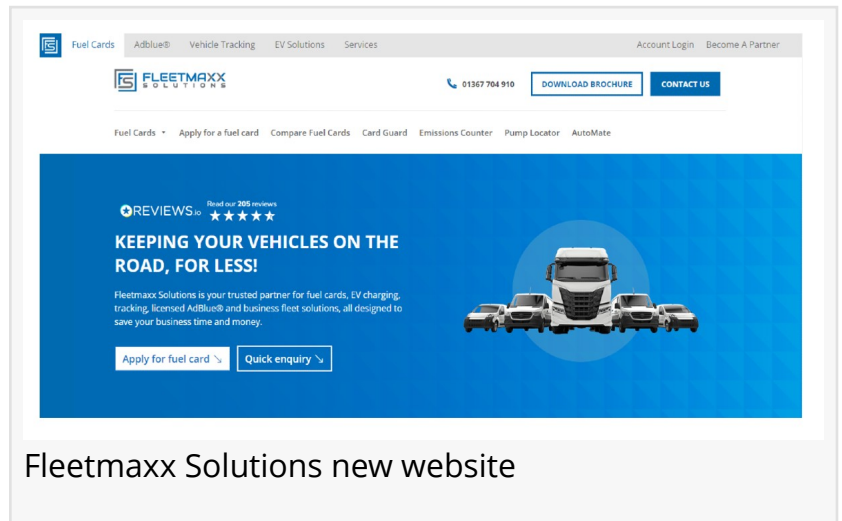 Fuel Cards Adblue® Vehicle Tracking EV Solutions Services Account Login Become A Partner
FLEETMAXX
SOLUTIONS
01367 704 910 DOWNLOAD BROCHURE CONTACT US
Fuel Cards Apply for a fuel card Compare Fuel Cards Card Guard Emissions Counter Pump Locator AutoMate
REVIEWS.io Read our 205 reviews
KEEPING YOUR VEHICLES ON THE
ROAD, FOR LESS!
Fleetmaxx Solutions is your trusted partner for fuel cards, EV charging,
tracking, licensed AdBlue® and business fleet solutions, all designed to
save your business time and money.
Apply for fuel card Quick enquiry
Fleetmaxx Solutions new website